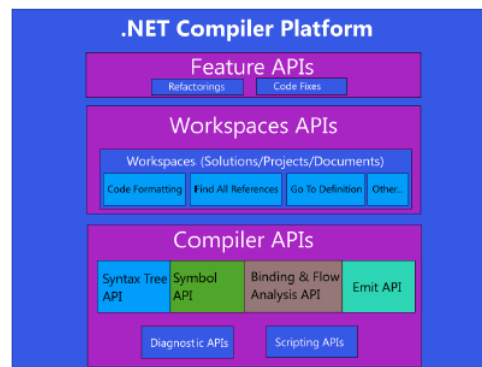 .NET Compiler Platform
Feature APIs
Refactorings
Code Fixes
Workspaces APIs
Workspaces (Solutions/Projects/Documents)
Code Formatting
Find All References
Go To Definition
Other...
Compiler APIs
Syntax Tree
API
Symbol
API
Binding & Flow
Analysis API
Emit API
Diagnostic APIs
Scripting APIs